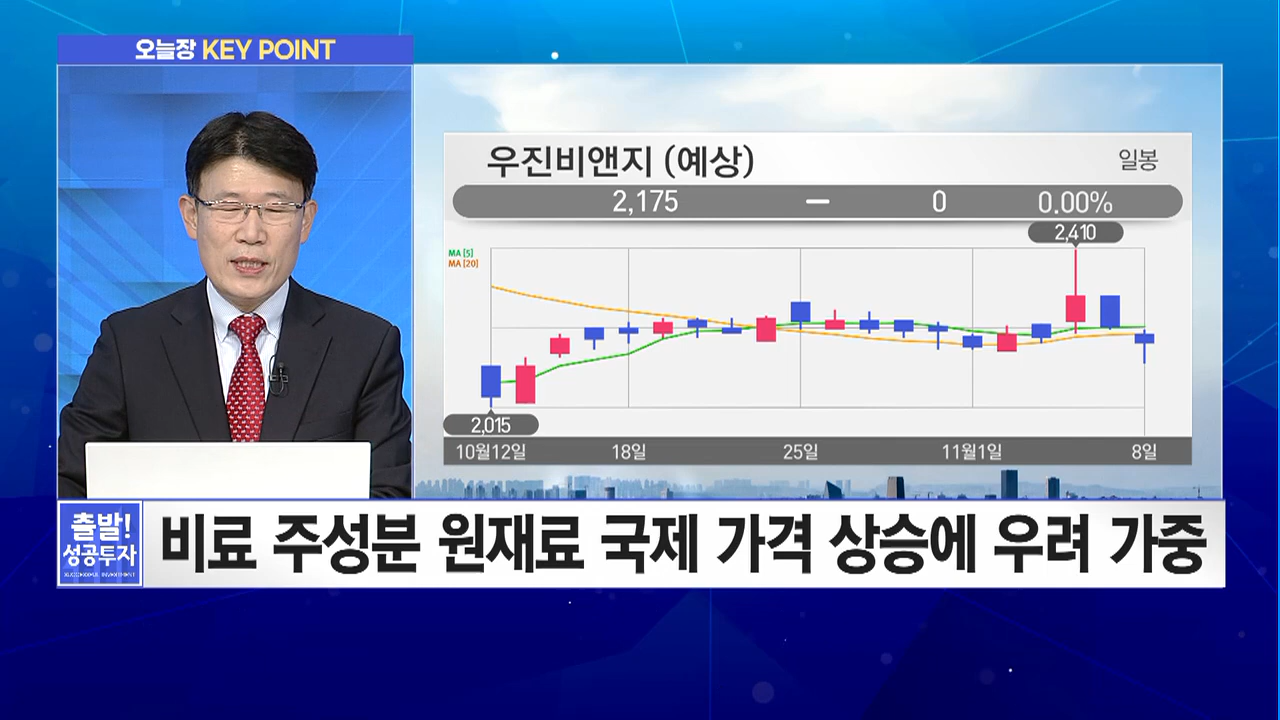 오늘장 KEY POINT
우진비앤지 (예상)
일봉
2,175 – 0 0.00%
2,410
MA [5]
MA [20]
2,015
10월12일 18일 25일 11월1일 8일
출발!
성공투자
비료 주성분 원재료 국제 가격 상승에 우려 가중